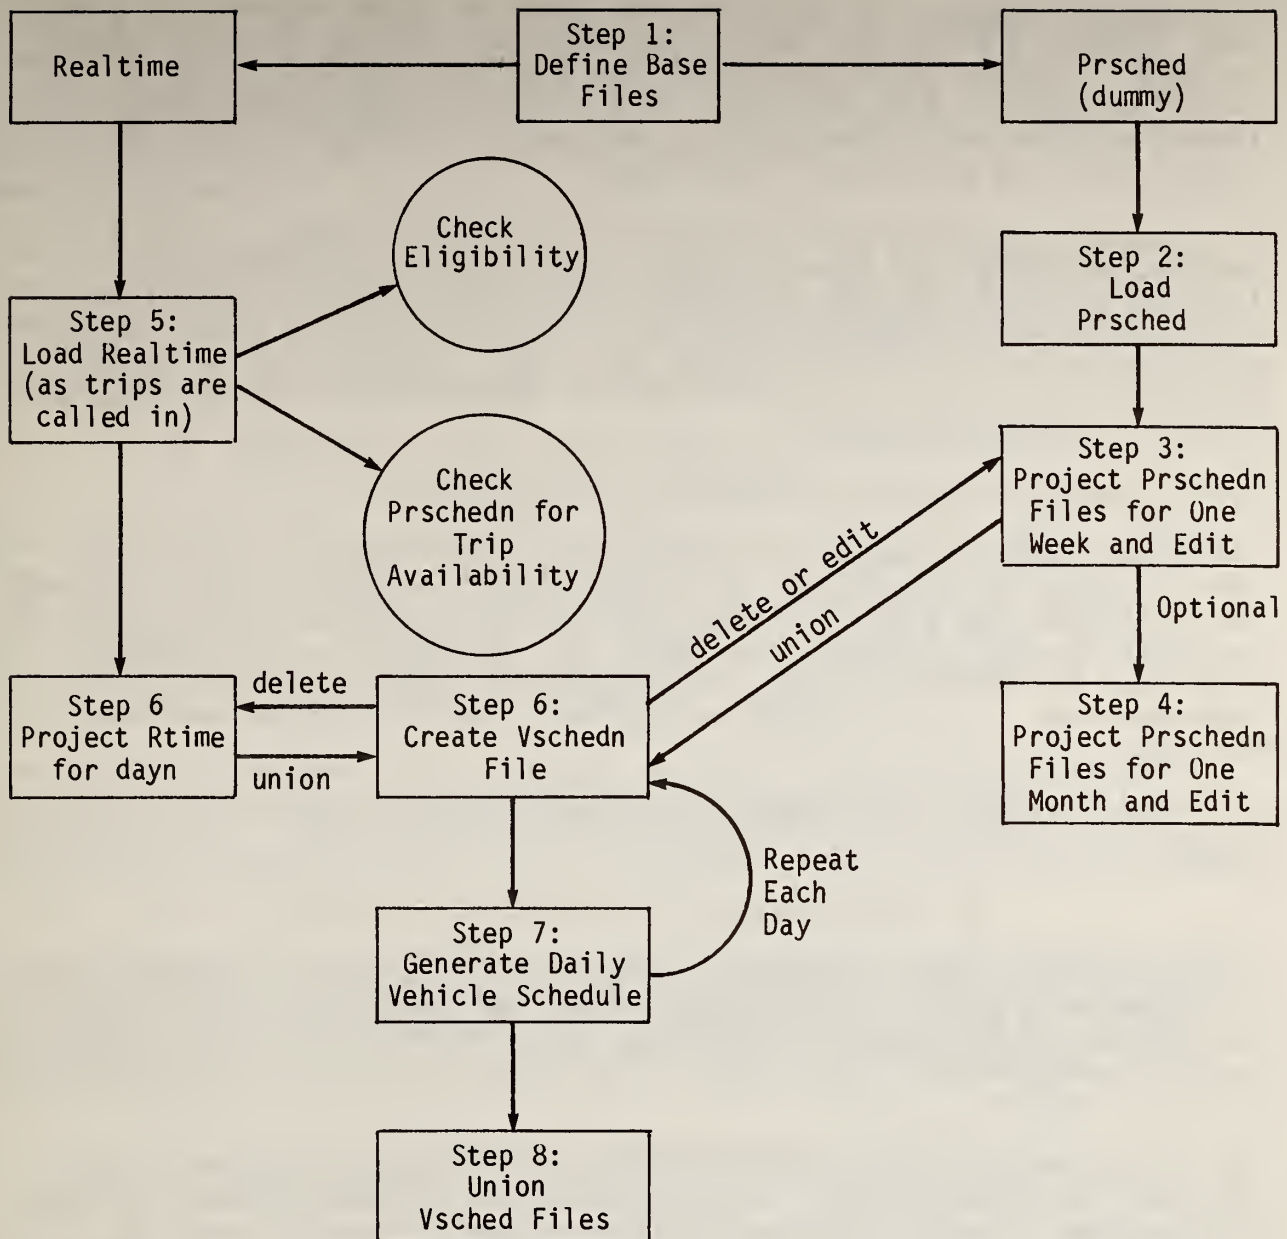 Realtime
Step 1:
Define Base
Files
Prsched
(dummy)
Check
Eligibility
Step 2:
Load
Prsched
Step 5:
Load Realtime
(as trips are
called in)
Check
Prschedn for
Trip
Availability
Step 3:
Project Prschedn
Files for One
Week and Edit
delete or edit
union
Optional
Step 6
Project Rtime
for dayn
delete
union
Step 6:
Create Vschedn
File
Step 4:
Project Prschedn
Files for One
Month and Edit
Repeat
Each
Day
Step 7:
Generate Daily
Vehicle Schedule
Step 8:
Union
Vsched Files